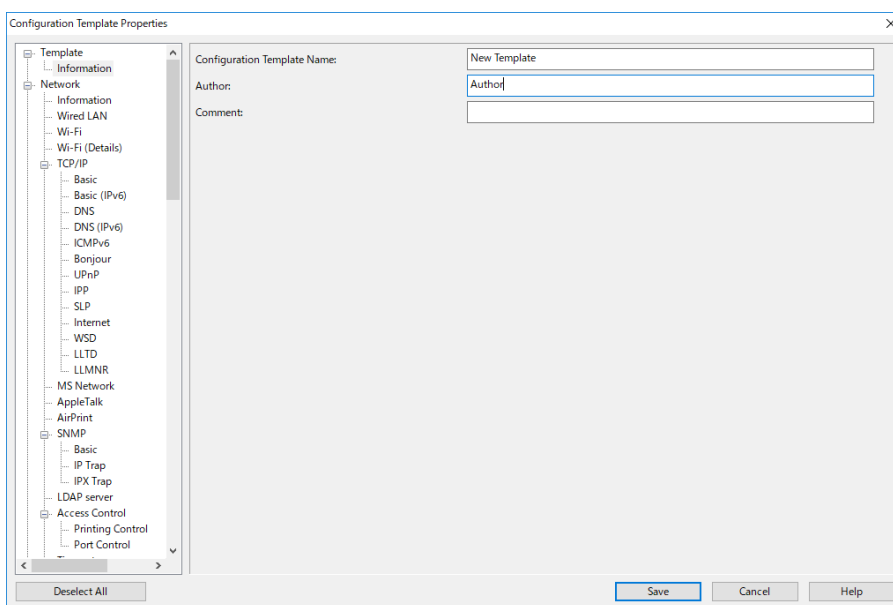 Configuration Template Properties
Template
Information
Network
Information
Wired LAN
Wi-Fi
Wi-Fi (Details)
TCP/IP
Basic
Basic (IPv6)
DNS
DNS (IPv6)
ICMPv6
Bonjour
UPnP
IPP
SLP
Internet
WSD
LLTD
LLMNR
MS Network
AppleTalk
AirPrint
SNMP
Basic
IP Trap
IPX Trap
LDAP server
Access Control
Printing Control
Port Control
Configuration Template Name: New Template
Author: Author
Comment:
Deselect All Save Cancel Help